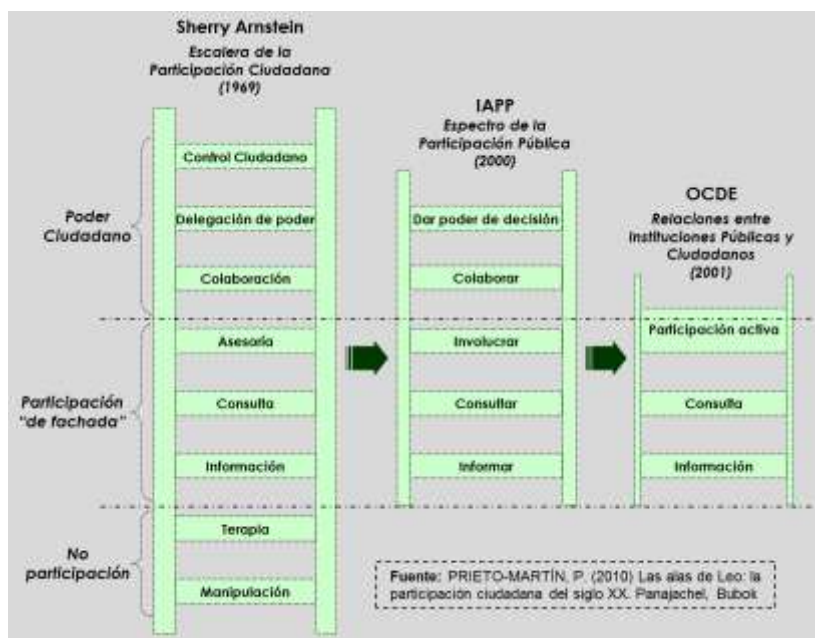 Sherry Arnstein
Escalera de la
Participación Ciudadana
(1969)
Poder
Ciudadano
Participación
"de fachada"
No
participación
Control Ciudadano
Delegación de poder
Colaboración
Asesoría
Consulta
Información
Terapia
Manipulación
IAPP
Espectro de la
Participación Pública
(2000)
Dar poder de decisión
Colaborar
Involucrar
Consultar
Informar
OCDE
Relaciones entre
Instituciones Públicas y
Ciudadanos
(2001)
Participación activa
Consulta
Información
Fuente: PRIETO-MARTÍN, P. (2010) Las alas de Leo: la
participación ciudadana del siglo XX. Panajachel, Bubok